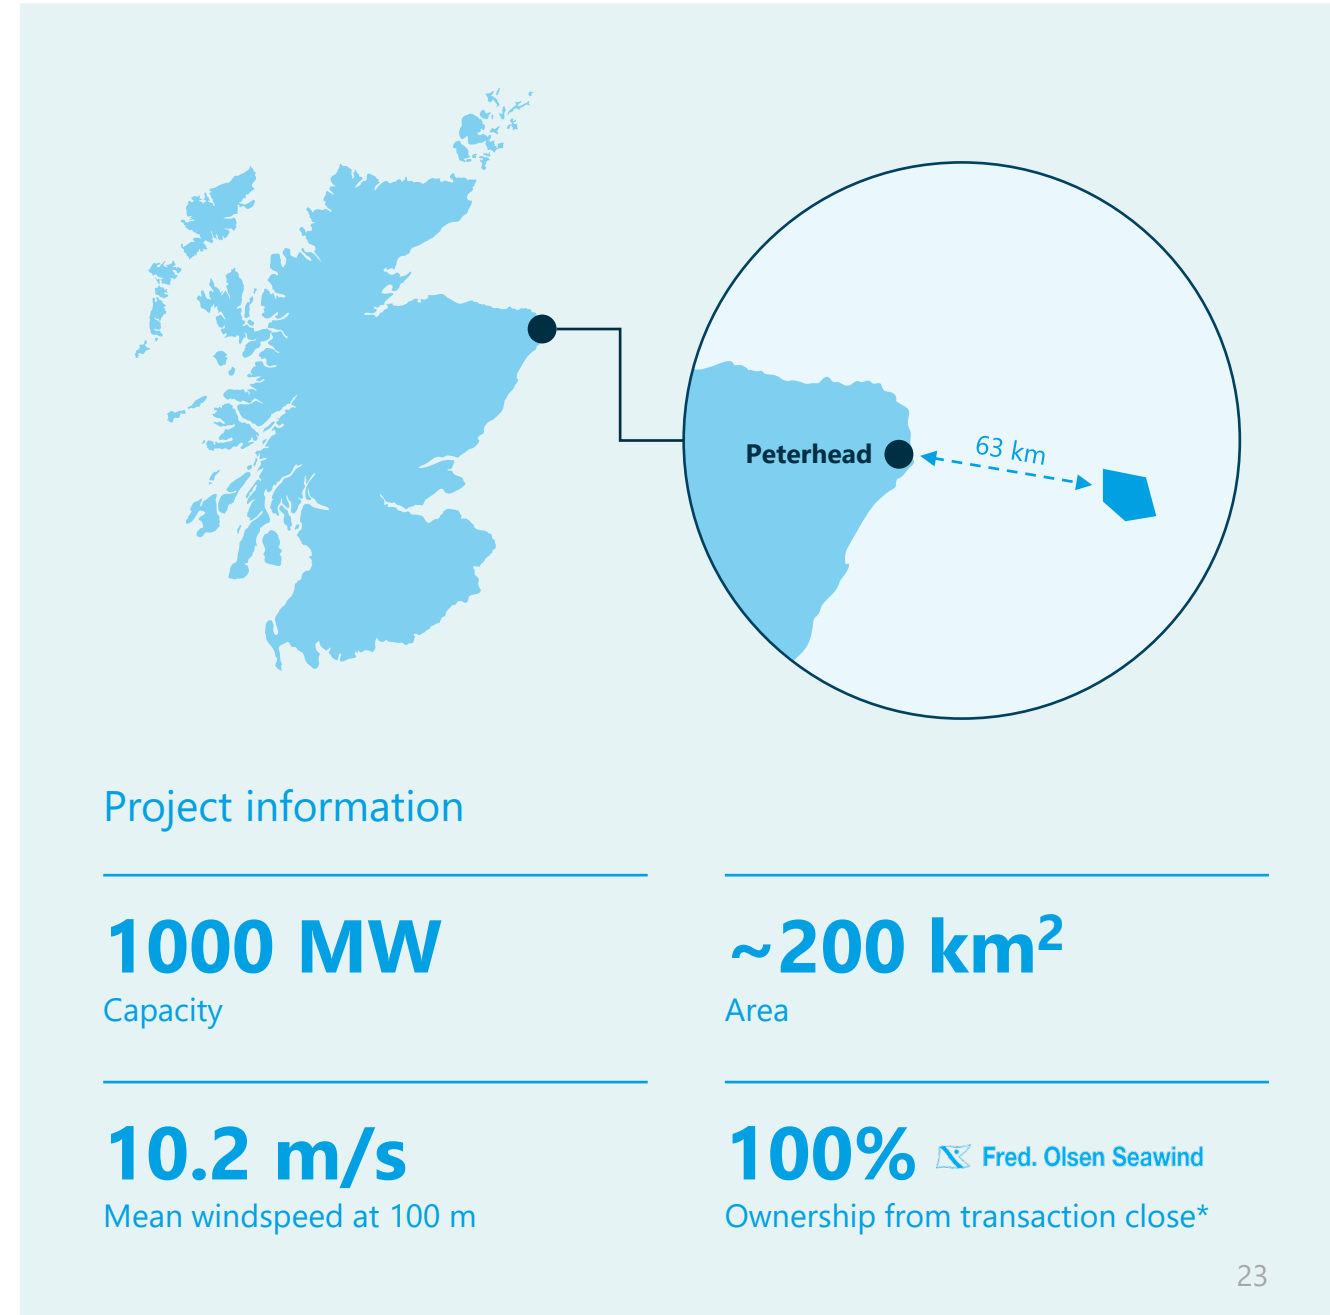 Peterhead
63 km
Project information
1000 MW
Capacity
~200 km²
Area
10.2 m/s
Mean windspeed at 100 m
100% Fred. Olsen Seawind
Ownership from transaction close*
23